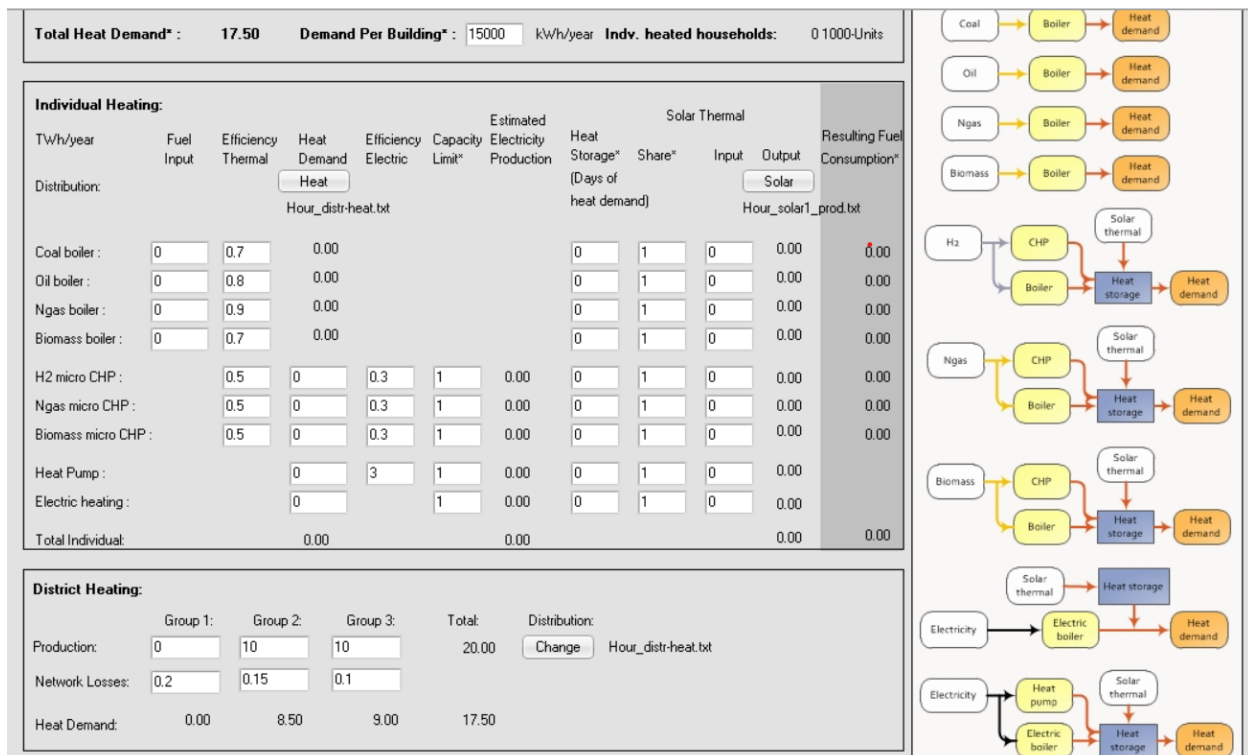 Total Heat Demand* : 17.50 Demand Per Building* : 15000 kWh/year Indv. heated households: 0 1000-Units
Individual Heating:
TWh/year Fuel Input Efficiency Thermal Heat Demand Efficiency Electric Capacity Limit* Estimated Electricity Production Heat Storage* (Days of heat demand) Solar Thermal Share* Input Output Resulting Fuel Consumption*
Distribution: Heat Solar
Hour_distr-heat.txt Hour_solar1_prod.txt
Coal boiler : 0 0.7 0.00 0 1 0 0.00 0.00
Oil boiler : 0 0.8 0.00 0 1 0 0.00 0.00
Ngas boiler : 0 0.9 0.00 0 1 0 0.00 0.00
Biomass boiler : 0 0.7 0.00 0 1 0 0.00 0.00
H2 micro CHP : 0.5 0 0.3 1 0.00 0 1 0 0.00 0.00
Ngas micro CHP : 0.5 0 0.3 1 0.00 0 1 0 0.00 0.00
Biomass micro CHP : 0.5 0 0.3 1 0.00 0 1 0 0.00 0.00
Heat Pump : 0 3 1 0.00 0 1 0 0.00
Electric heating : 0 1 0.00 0 1 0 0.00
Total Individual: 0.00 0.00 0.00 0.00
District Heating:
Group 1: Group 2: Group 3: Total: Distribution:
Production: 0 10 10 20.00 Change Hour_distr-heat.txt
Network Losses: 0.2 0.15 0.1
Heat Demand: 0.00 8.50 9.00 17.50
Coal Boiler Heat demand
Oil Boiler Heat demand
Ngas Boiler Heat demand
Biomass Boiler Heat demand
Solar thermal
H2 CHP
Boiler Heat storage Heat demand
Solar thermal
Ngas CHP
Boiler Heat storage Heat demand
Solar thermal
Biomass CHP
Boiler Heat storage Heat demand
Solar thermal Heat storage
Electricity Electric boiler Heat demand
Electricity Heat pump Solar thermal
Electric boiler Heat storage Heat demand